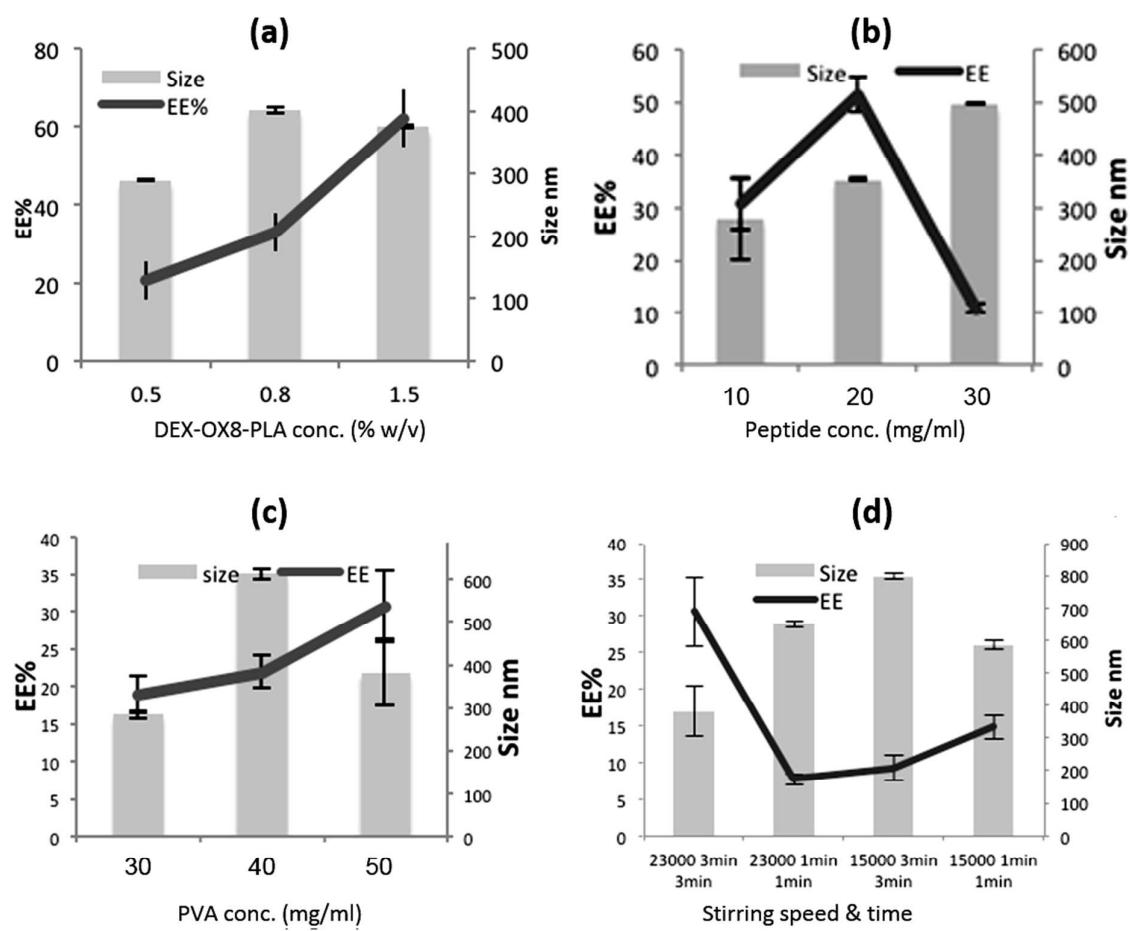 (a)
80
60
40
20
0
EE%
Size
EE%
500
400
300
200
100
0
Size nm
0.5 0.8 1.5
DEX-OX8-PLA conc. (% w/v)
(b)
60
50
40
30
20
10
0
EE%
Size EE
600
500
400
300
200
100
0
Size nm
10 20 30
Peptide conc. (mg/ml)
(c)
40
35
30
25
20
15
10
5
0
EE%
size EE
600
500
400
300
200
100
0
Size nm
30 40 50
PVA conc. (mg/ml)
(d)
40
35
30
25
20
15
10
5
0
EE%
Size
EE
900
800
700
600
500
400
300
200
100
0
Size nm
23000 3min 23000 1min 15000 3min 15000 1min
3min 1min 3min 1min
Stirring speed & time